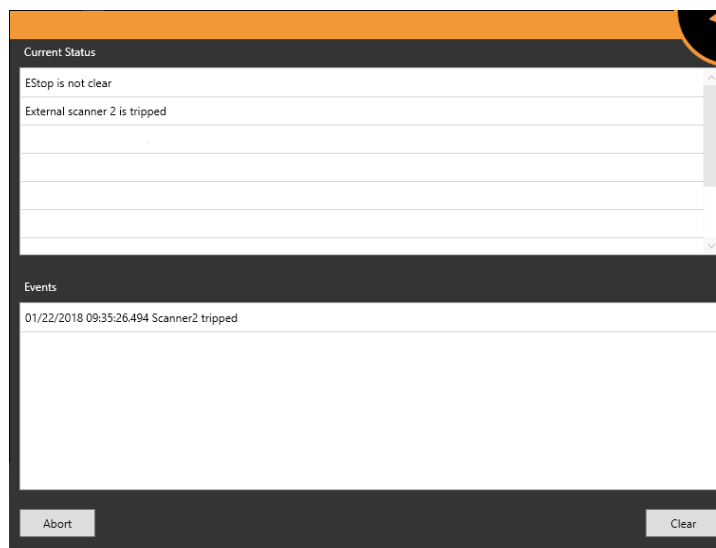 Current Status
EStop is not clear
External scanner 2 is tripped
Events
01/22/2018 09:35:26.494 Scanner2 tripped
Abort
Clear